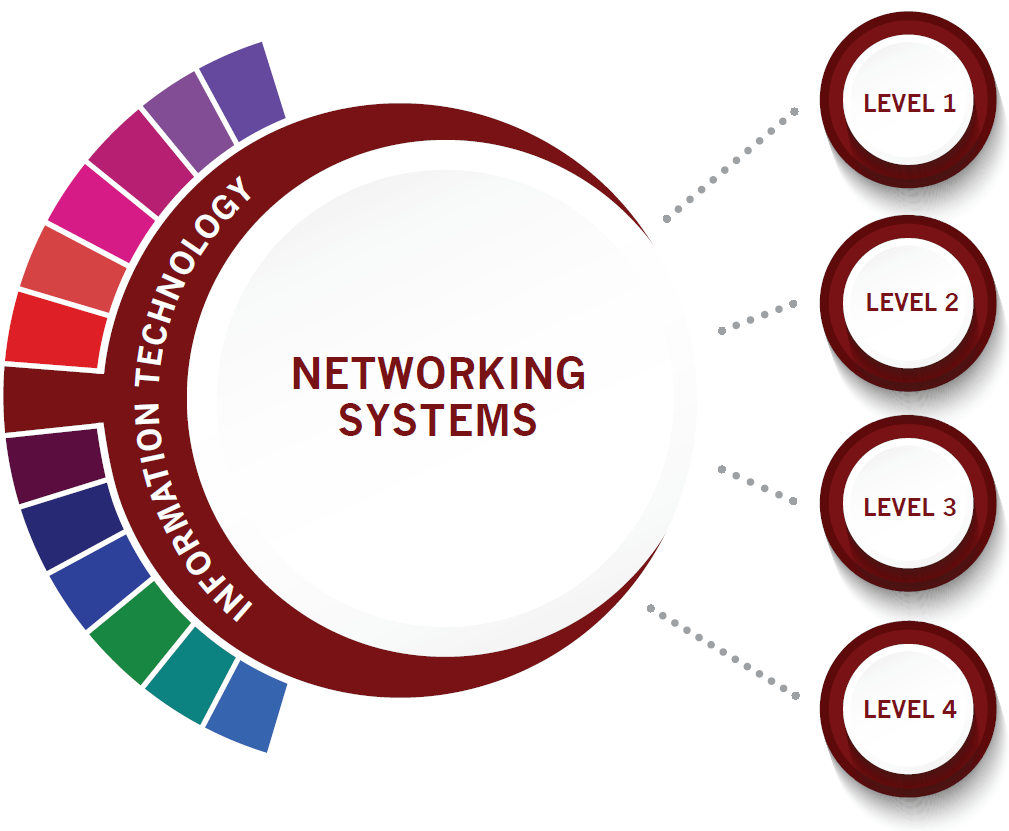 INFORMATION TECHNOLOGY
NETWORKING
SYSTEMS
LEVEL 1
LEVEL 2
LEVEL 3
LEVEL 4